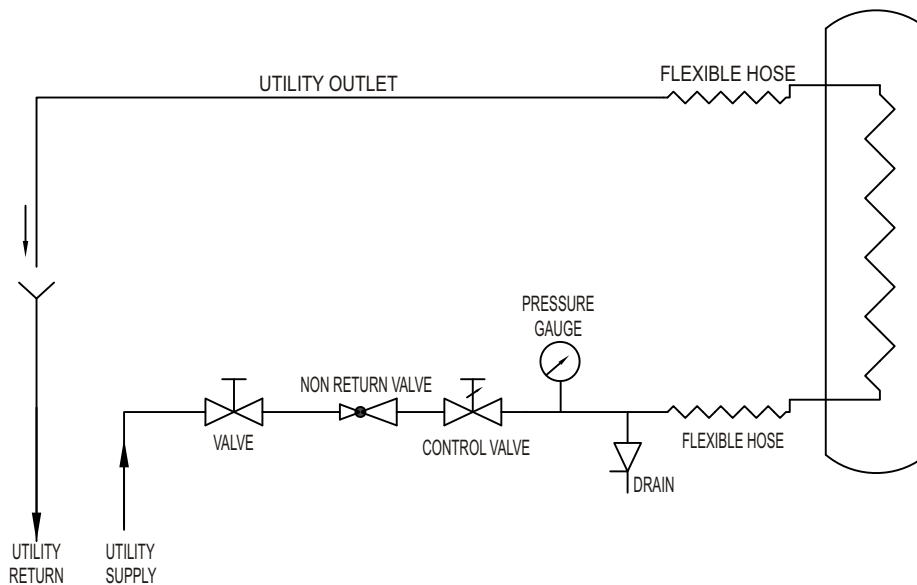 UTILITY OUTLET
FLEXIBLE HOSE
PRESSURE
GAUGE
NON RETURN VALVE
VALVE
CONTROL VALVE
FLEXIBLE HOSE
DRAIN
UTILITY
RETURN
UTILITY
SUPPLY